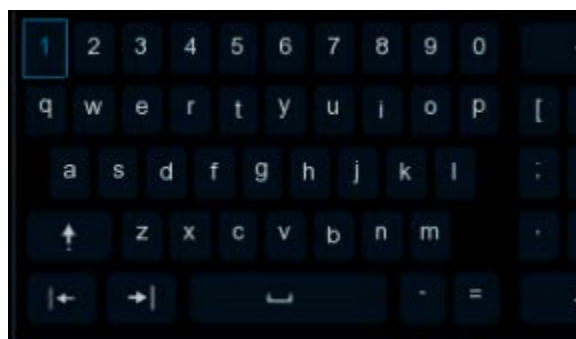 1 2 3 4 5 6 7 8 9 0
q w e r t y u i o p [
a s d f g h j k l ;
z x c v b n m ,
- =